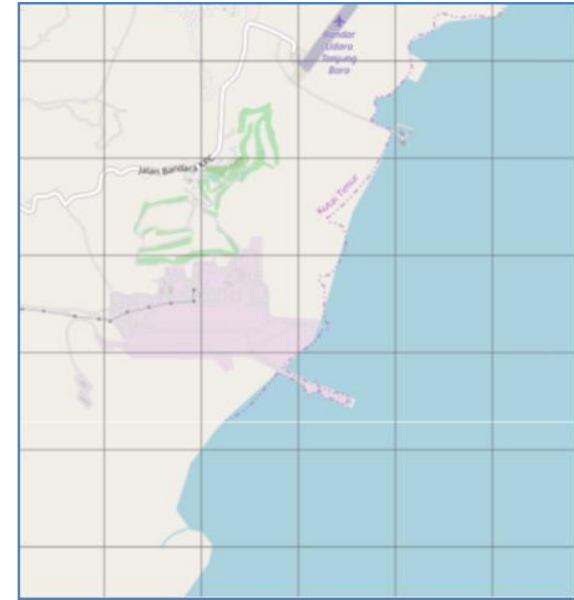 Bandar
Udara
Tanjung
Bara
Jalan Bandara KPC
Kutai Timur